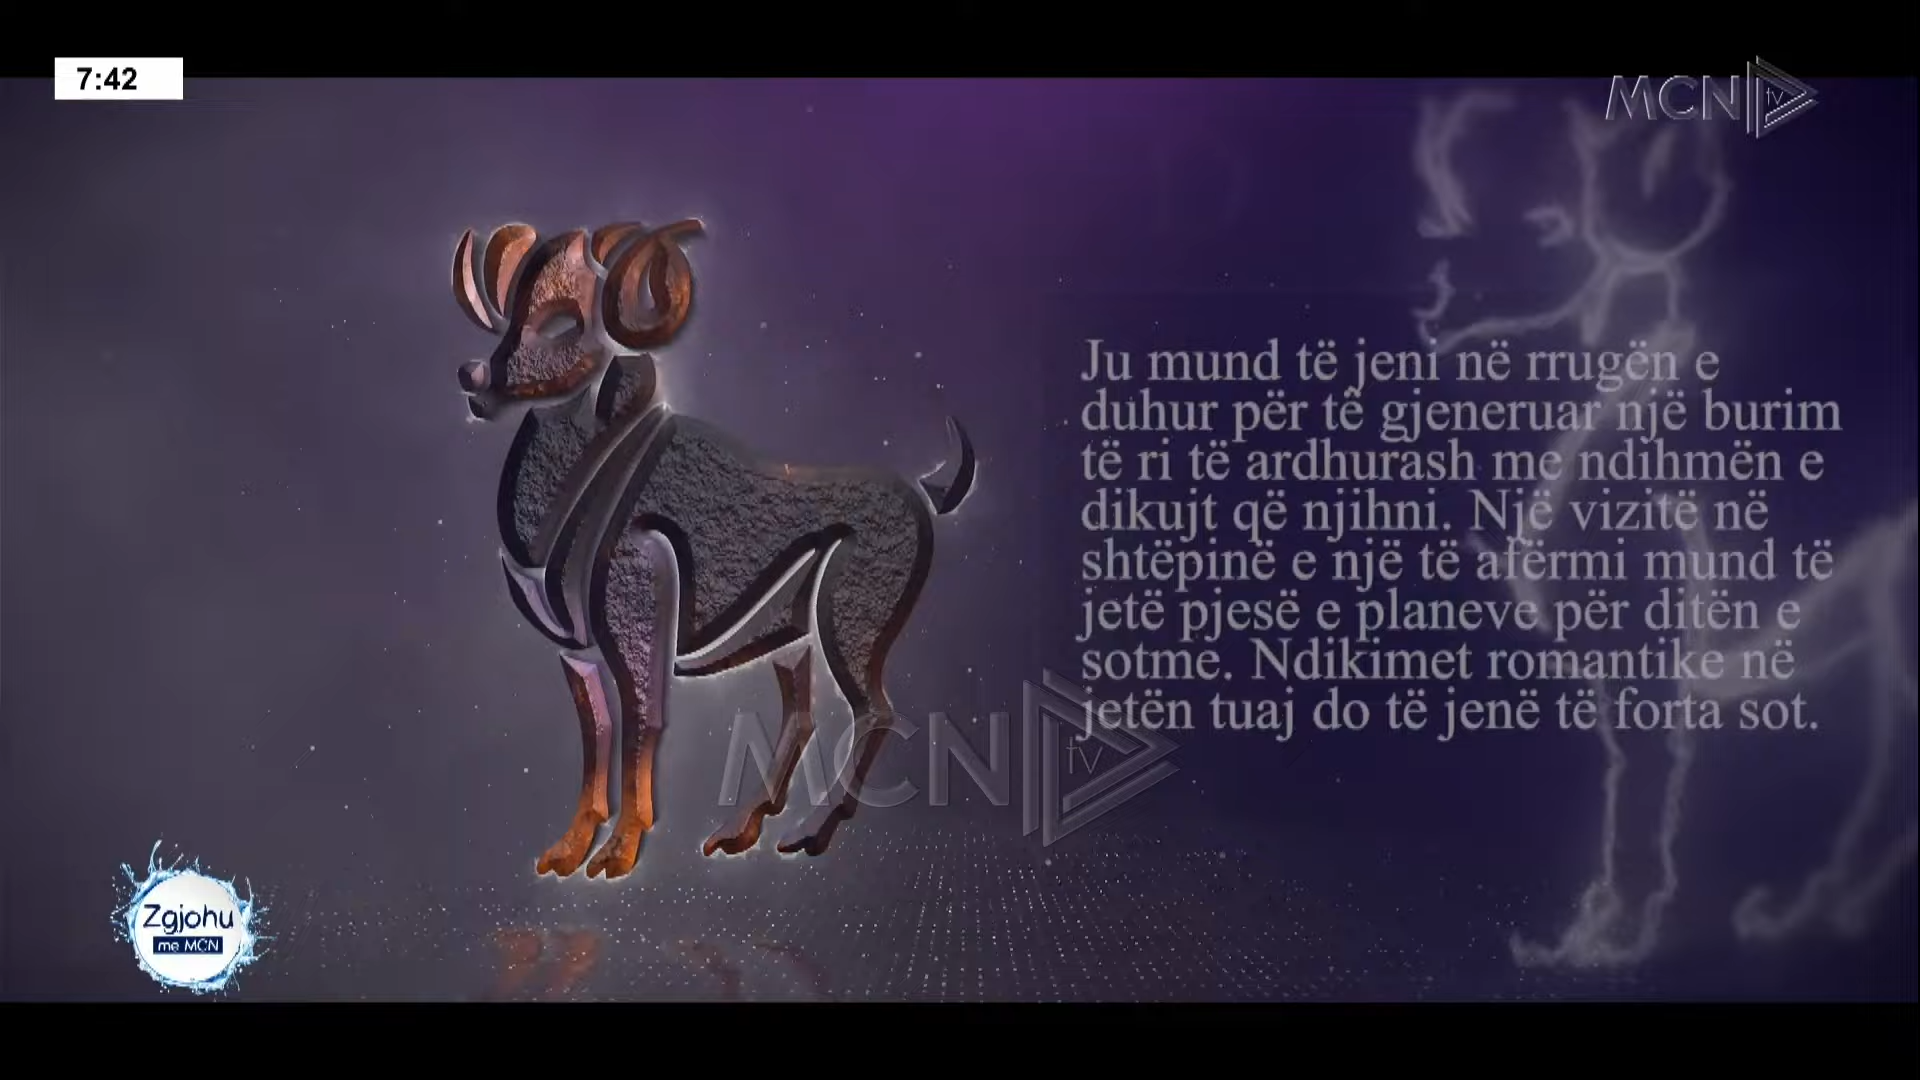 7:42
MCN tv
Ju mund të jeni në rrugën e
duhur për të gjeneruar një burim
të ri të ardhurash me ndihmën e
dikujt që njihni. Një vizitë në
shtëpinë e një të afërmi mund të
jetë pjesë e planeve për ditën e
sotme. Ndikimet romantike në
jetën tuaj do të jenë të forta sot.
MCN tv
Zgjohu
me MCN